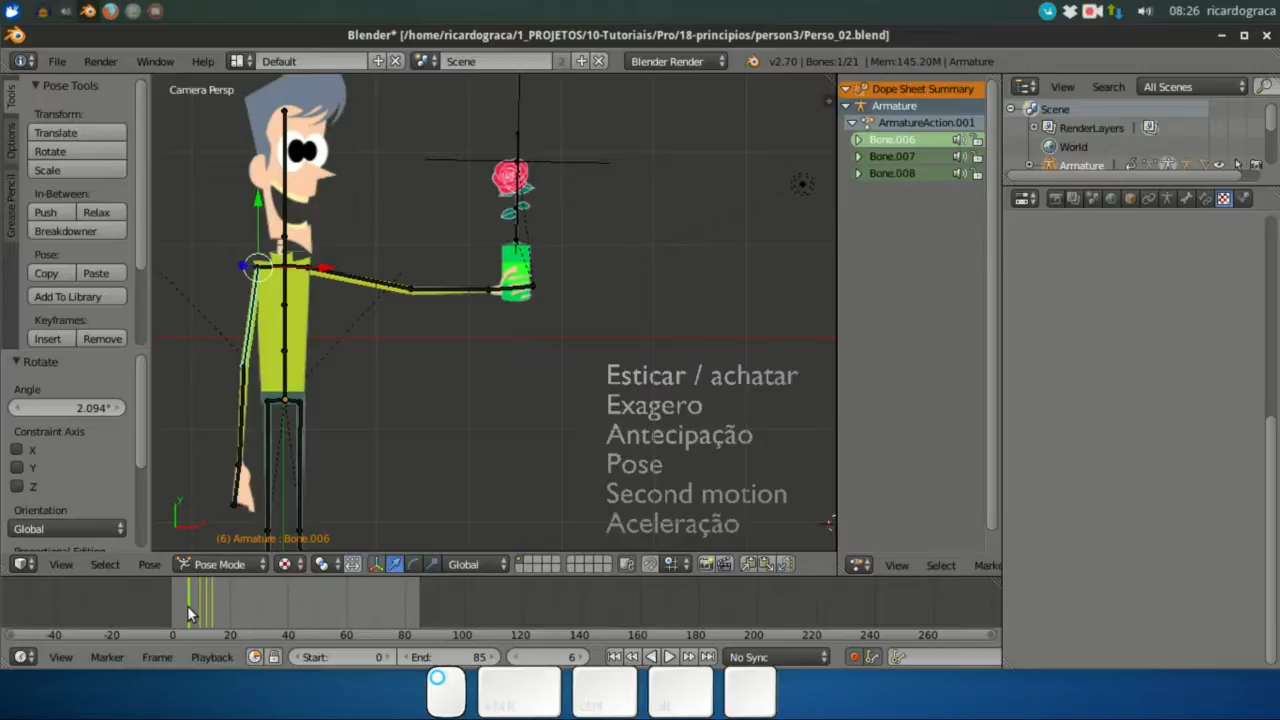 08:26 ricardograca
Blender* [/home/ricardograca/1_PROJETOS/10-Tutoriais/Pro/18-principios/person3/Perso_02.blend]
File Render Window Help Default Scene 2 Blender Render v2.70 | Bones:1/21 | Mem:145.20M | Armature
Tools
Options
Grease Pencil
Pose Tools
Transform:
Translate
Rotate
Scale
In-Between:
Push Relax
Breakdowner
Pose:
Copy Paste
Add To Library
Keyframes:
Insert Remove
Rotate
Angle
2.094°
Constraint Axis
X
Y
Z
Orientation
Global
Camera Persp
Esticar / achatar
Exagero
Antecipação
Pose
Second motion
Aceleração
y
(6) Armature : Bone.006
View Select Pose Pose Mode Global
Dope Sheet Summary
Armature
ArmatureAction.001
Bone.006
Bone.007
Bone.008
View Select Mark
View Search All Scenes
Scene
RenderLayers
World
Armature
-40 -20 0 20 40 60 80 100 120 140 160 180 200 220 240 260
View Marker Frame Playback Start: 0 End: 85 6 No Sync